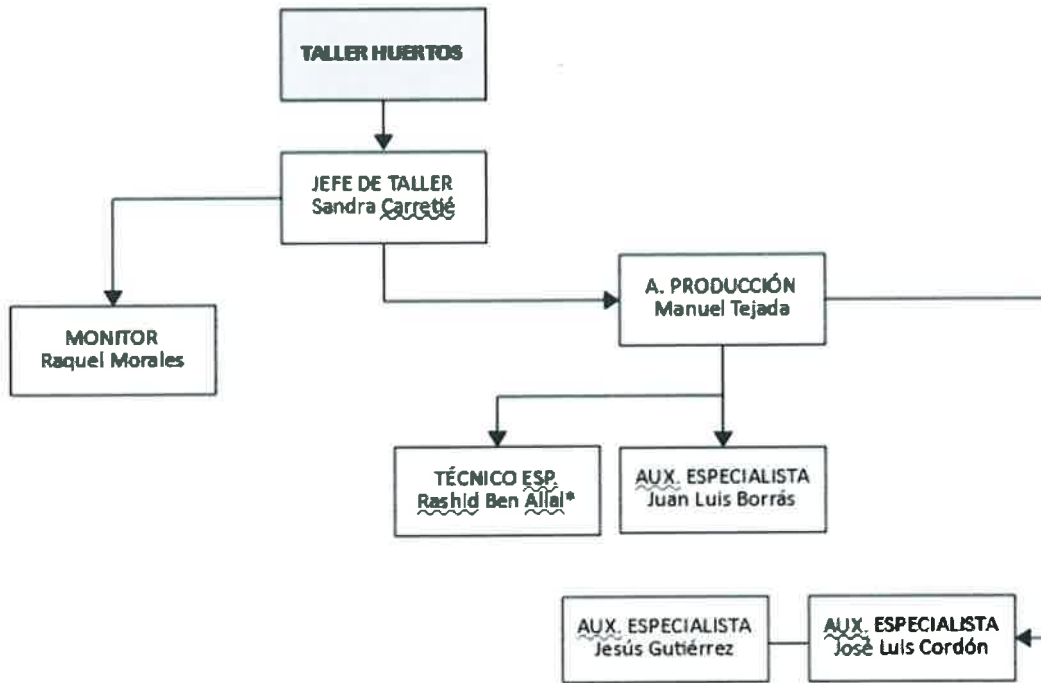 TALLER HUERTOS
JEFE DE TALLER
Sandra Carretié
A. PRODUCCIÓN
Manuel Tejada
MONITOR
Raquel Morales
TÉCNICO ESP.
Rashid Ben Allal*
AUX. ESPECIALISTA
Juan Luis Borrás
AUX. ESPECIALISTA
Jesús Gutiérrez
AUX. ESPECIALISTA
José Luis Cordón